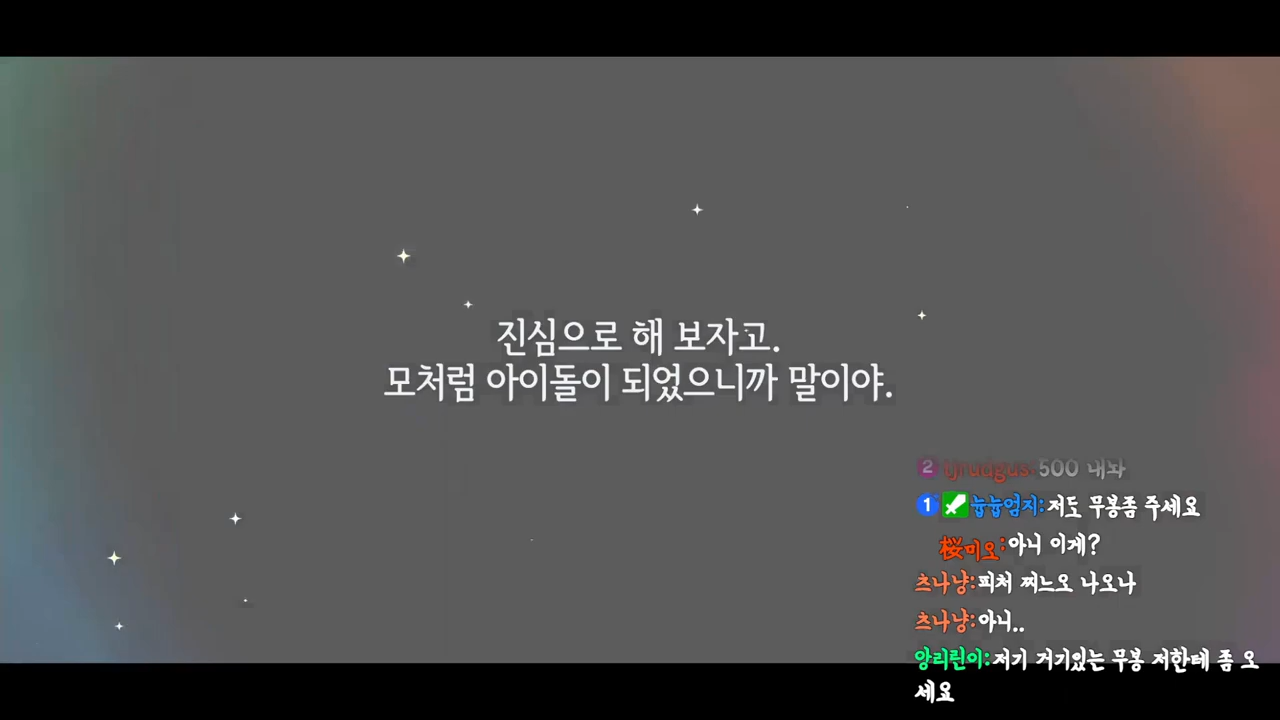 진심으로 해 보자고.
모처럼 아이돌이 되었으니까 말이야.
2 tjrudgus: 500 내놔
1 늅늅엄지: 저도 무봉좀 주세요
桜미오: 아니 이게?
츠나냥: 피처 찌느오 나오나
츠나냥: 아니..
앙리린이: 저기 거기있는 무봉 저한테 좀 오
세요